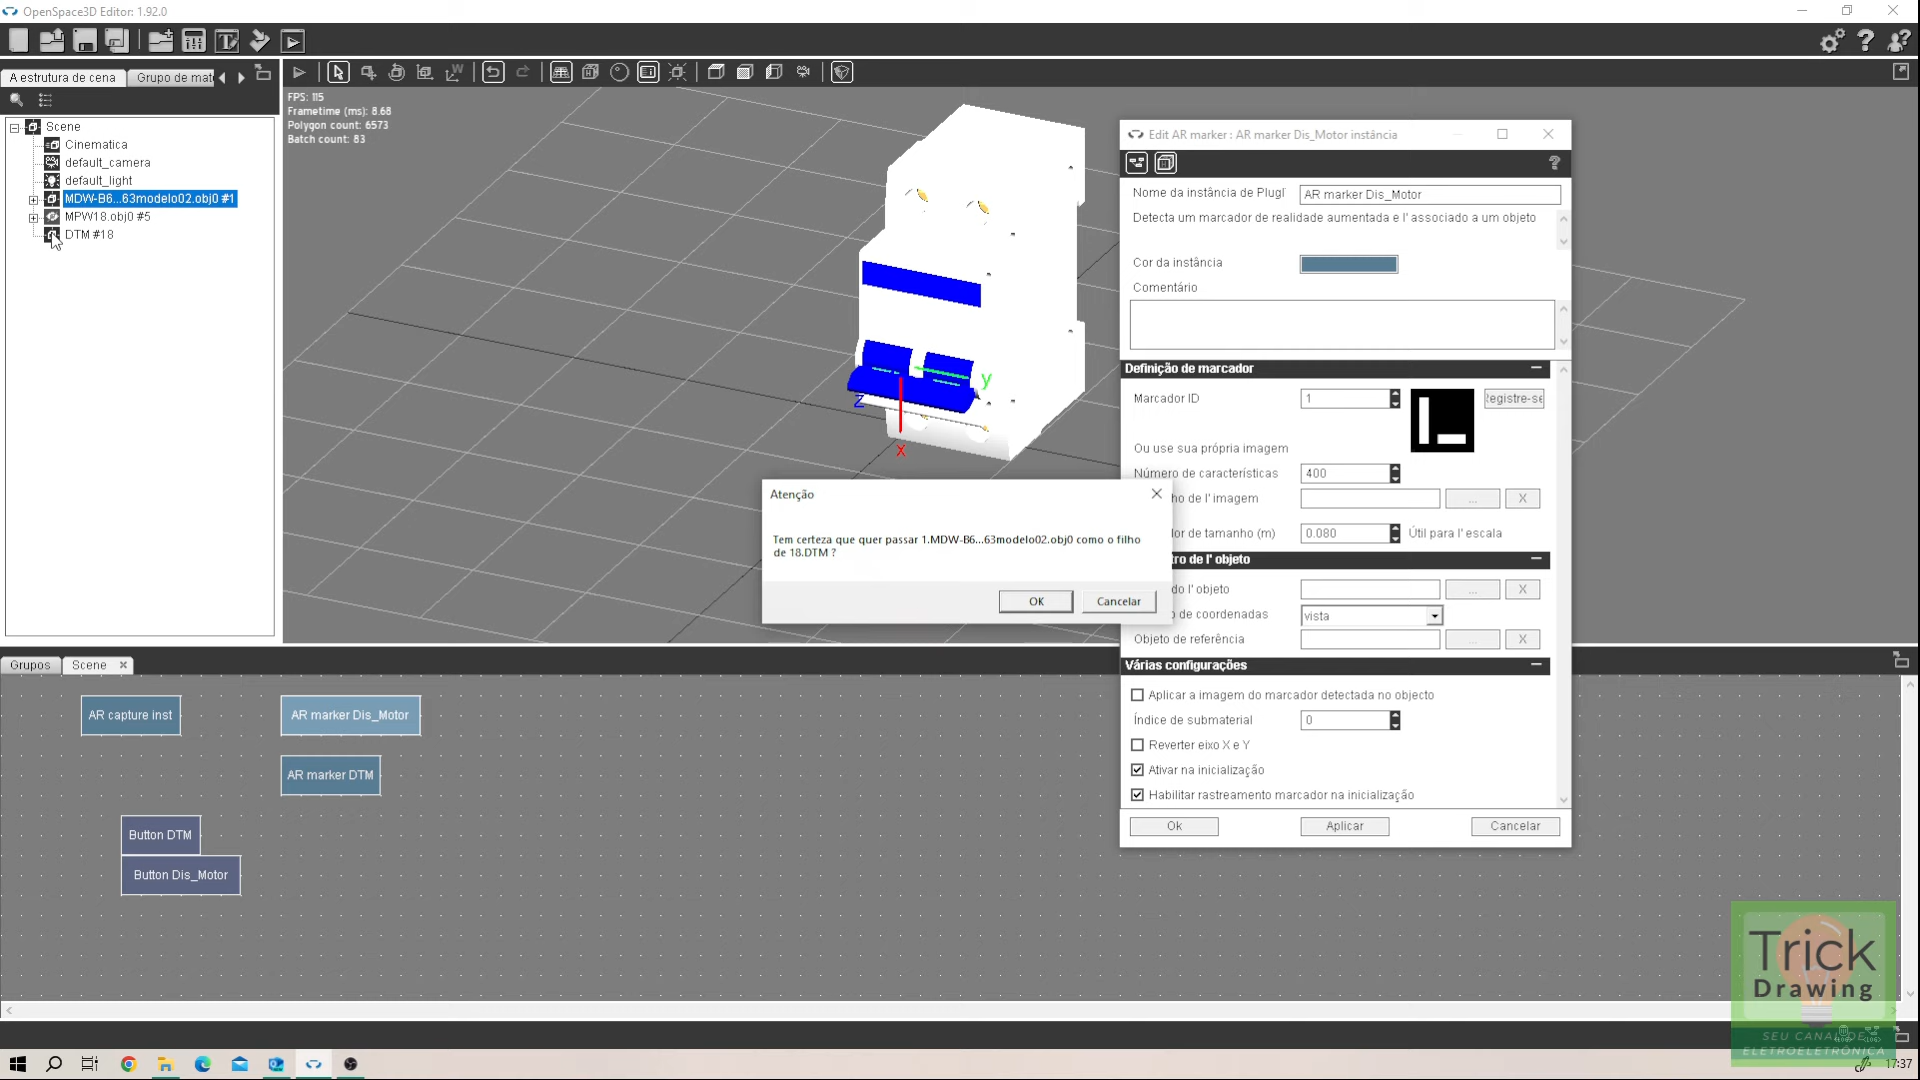 OpenSpace3D Editor: 1.92.0
A estrutura de cena
Grupo de mat
FPS: 115
Frametime (ms): 8.68
Polygon count: 6573
Batch count: 83
Scene
Cinematica
default_camera
default_light
MDW-B6...63modelo02.obj0 #1
MPW18.obj0 #5
DTM #18
y
Z
X
Edit AR marker : AR marker Dis_Motor instância
Nome da instância de PlugI
AR marker Dis_Motor
Detecta um marcador de realidade aumentada e l' associado a um objeto
Cor da instância
Comentário
Definição de marcador
Marcador ID
1
Registre-se
Ou use sua própria imagem
Número de características
400
ho de l' imagem
...
X
or de tamanho (m)
0.080
Útil para l' escala
tro de l' objeto
do l' objeto
...
X
o de coordenadas
vista
Objeto de referência
...
X
Várias configurações
Aplicar a imagem do marcador detectada no objecto
Índice de submaterial
0
Reverter eixo X e Y
Ativar na inicialização
Habilitar rastreamento marcador na inicialização
Ok
Aplicar
Cancelar
Atenção
Tem certeza que quer passar 1.MDW-B6...63modelo02.obj0 como o filho
de 18.DTM ?
OK
Cancelar
Grupos
Scene
AR capture inst
AR marker Dis_Motor
AR marker DTM
Button DTM
Button Dis_Motor
Trick
Drawing
SEU CANAL DE
ELETROELETRÔNICA
17:37